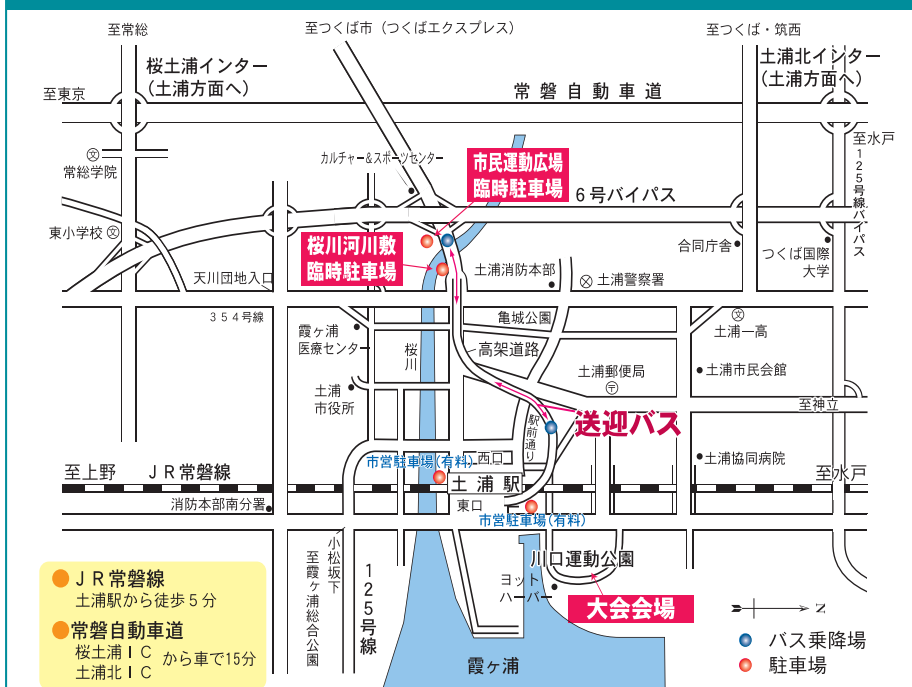 至常総
至つくば市（つくばエクスプレス）
至つくば・筑西
桜土浦インター
（土浦方面へ）
土浦北インター
（土浦方面へ）
至東京
常磐自動車道
至水戸
125号線バイパス
文
常総学院
カルチャー&スポーツセンター
市民運動広場
臨時駐車場
6号バイパス
東小学校
文
桜川河川敷
臨時駐車場
合同庁舎
つくば国際
大学
天川団地入口
土浦消防本部
土浦警察署
354号線
亀城公園
文
土浦一高
霞ヶ浦
医療センター
桜川
高架道路
土浦郵便局
〒
土浦市民会館
土浦
市役所
至神立
送迎バス
駅前通り
市営駐車場(有料)
西口
土浦協同病院
至上野
JR常磐線
土浦駅
至水戸
消防本部南分署
東口
市営駐車場(有料)
小松坂下
至霞ヶ浦総合公園
125号線
川口運動公園
ヨット
ハーバー
大会会場
霞ヶ浦
N
バス乗降場
駐車場
JR常磐線
土浦駅から徒歩5分
常磐自動車道
桜土浦IC
土浦北IC
から車で15分